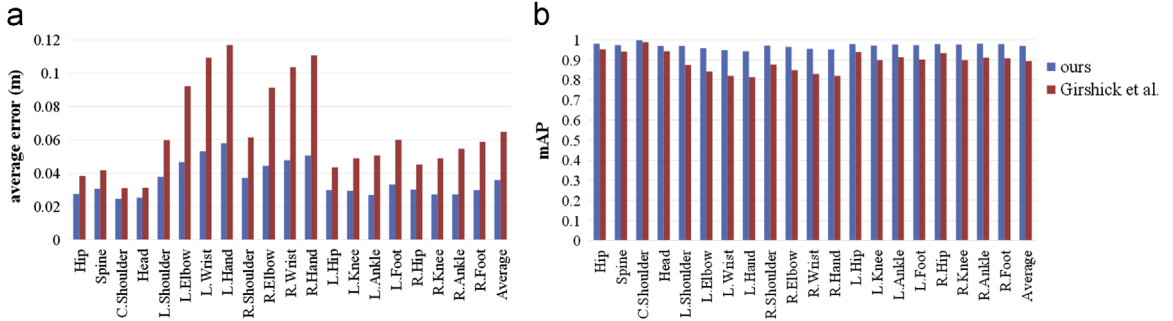 a
average error (m)
0.12
0.1
0.08
0.06
0.04
0.02
0
Hip
Spine
C.Shoulder
Head
L.Shoulder
L.Elbow
L.Wrist
L.Hand
R.Shoulder
R.Elbow
R.Wrist
R.Hand
L.Hip
L.Knee
L.Ankle
L.Foot
R.Hip
R.Knee
R.Ankle
R.Foot
Average
b
mAP
1
0.9
0.8
0.7
0.6
0.5
0.4
0.3
0.2
0.1
0
Hip
Spine
C.Shoulder
Head
L.Shoulder
L.Elbow
L.Wrist
L.Hand
R.Shoulder
R.Elbow
R.Wrist
R.Hand
L.Hip
L.Knee
L.Ankle
L.Foot
R.Hip
R.Knee
R.Ankle
R.Foot
Average
ours
Girshick et al.